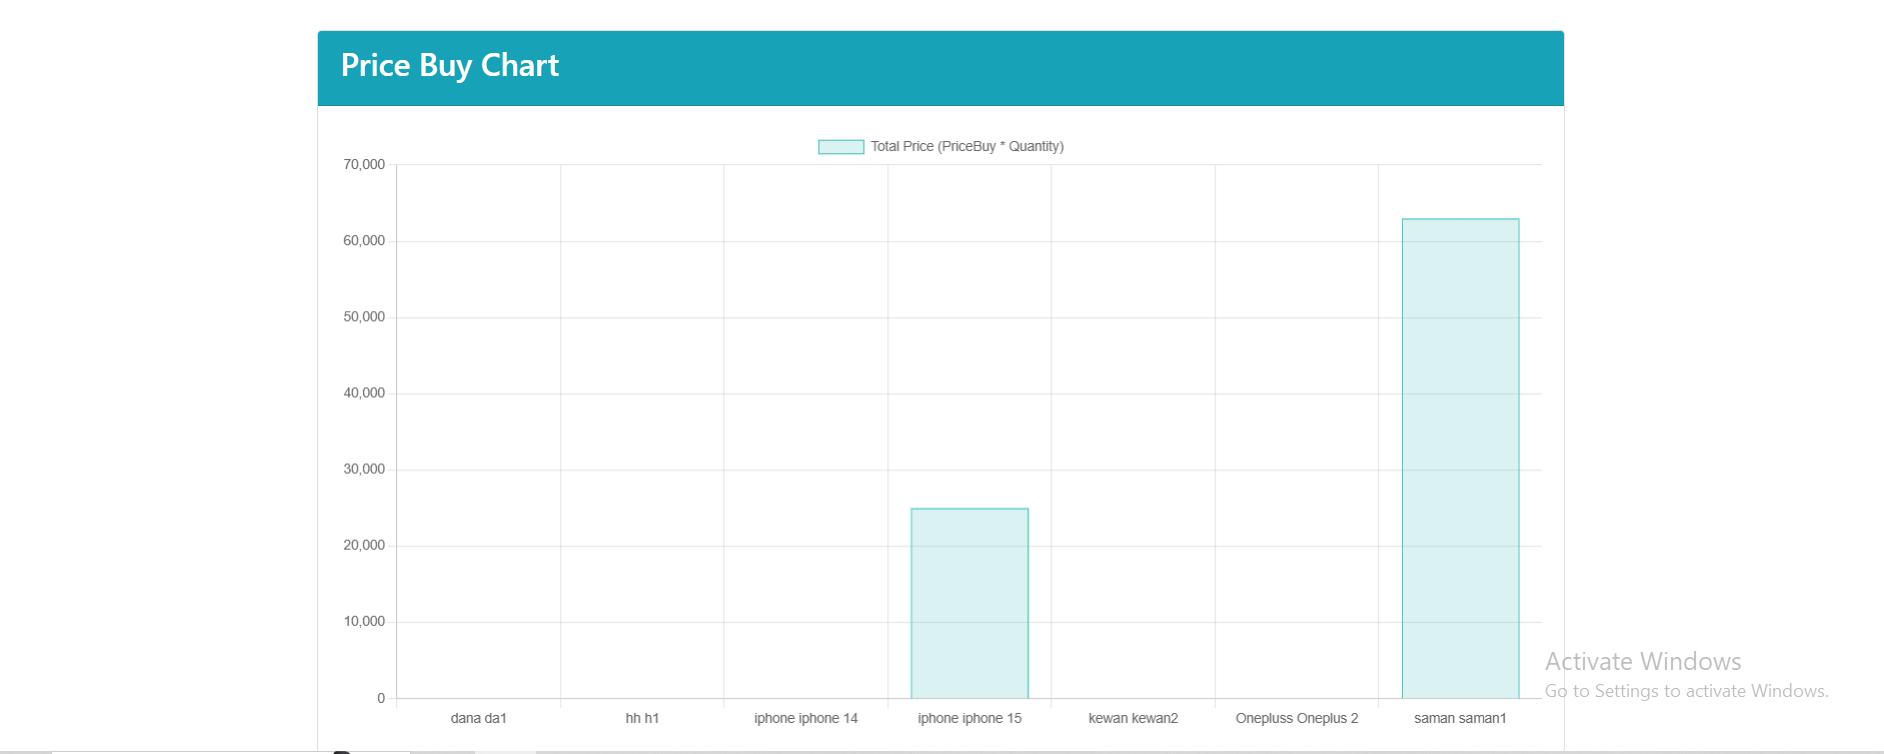 Price Buy Chart
Total Price (PriceBuy * Quantity)
70,000
60,000
50,000
40,000
30,000
20,000
10,000
0
dana da1 hh h1 iphone iphone 14 iphone iphone 15 kewan kewan2 Onepluss Oneplus 2 saman saman1
Activate Windows
Go to Settings to activate Windows.